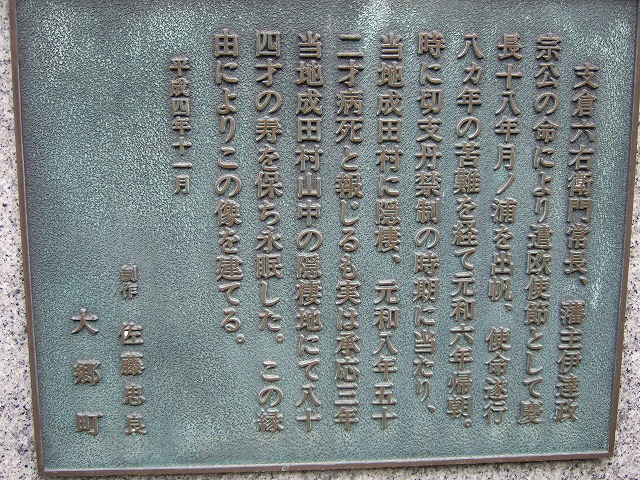 支倉六右衛門常長、藩主伊達政
宗公の命により遣欧使節として慶
長十八年月ノ浦を出帆、使命遂行
八カ年の苦難を経て元和六年帰朝。
時に切支丹禁制の時期に当たり、
当地成田村に隠棲、元和八年五十
二才病死と報じるも実は承応三年
当地成田村山中の隠棲地にて八十
四才の寿を保ち永眠した。この縁
由によりこの像を建てる。
平成四年十一月
制作 佐藤忠良
大郷町